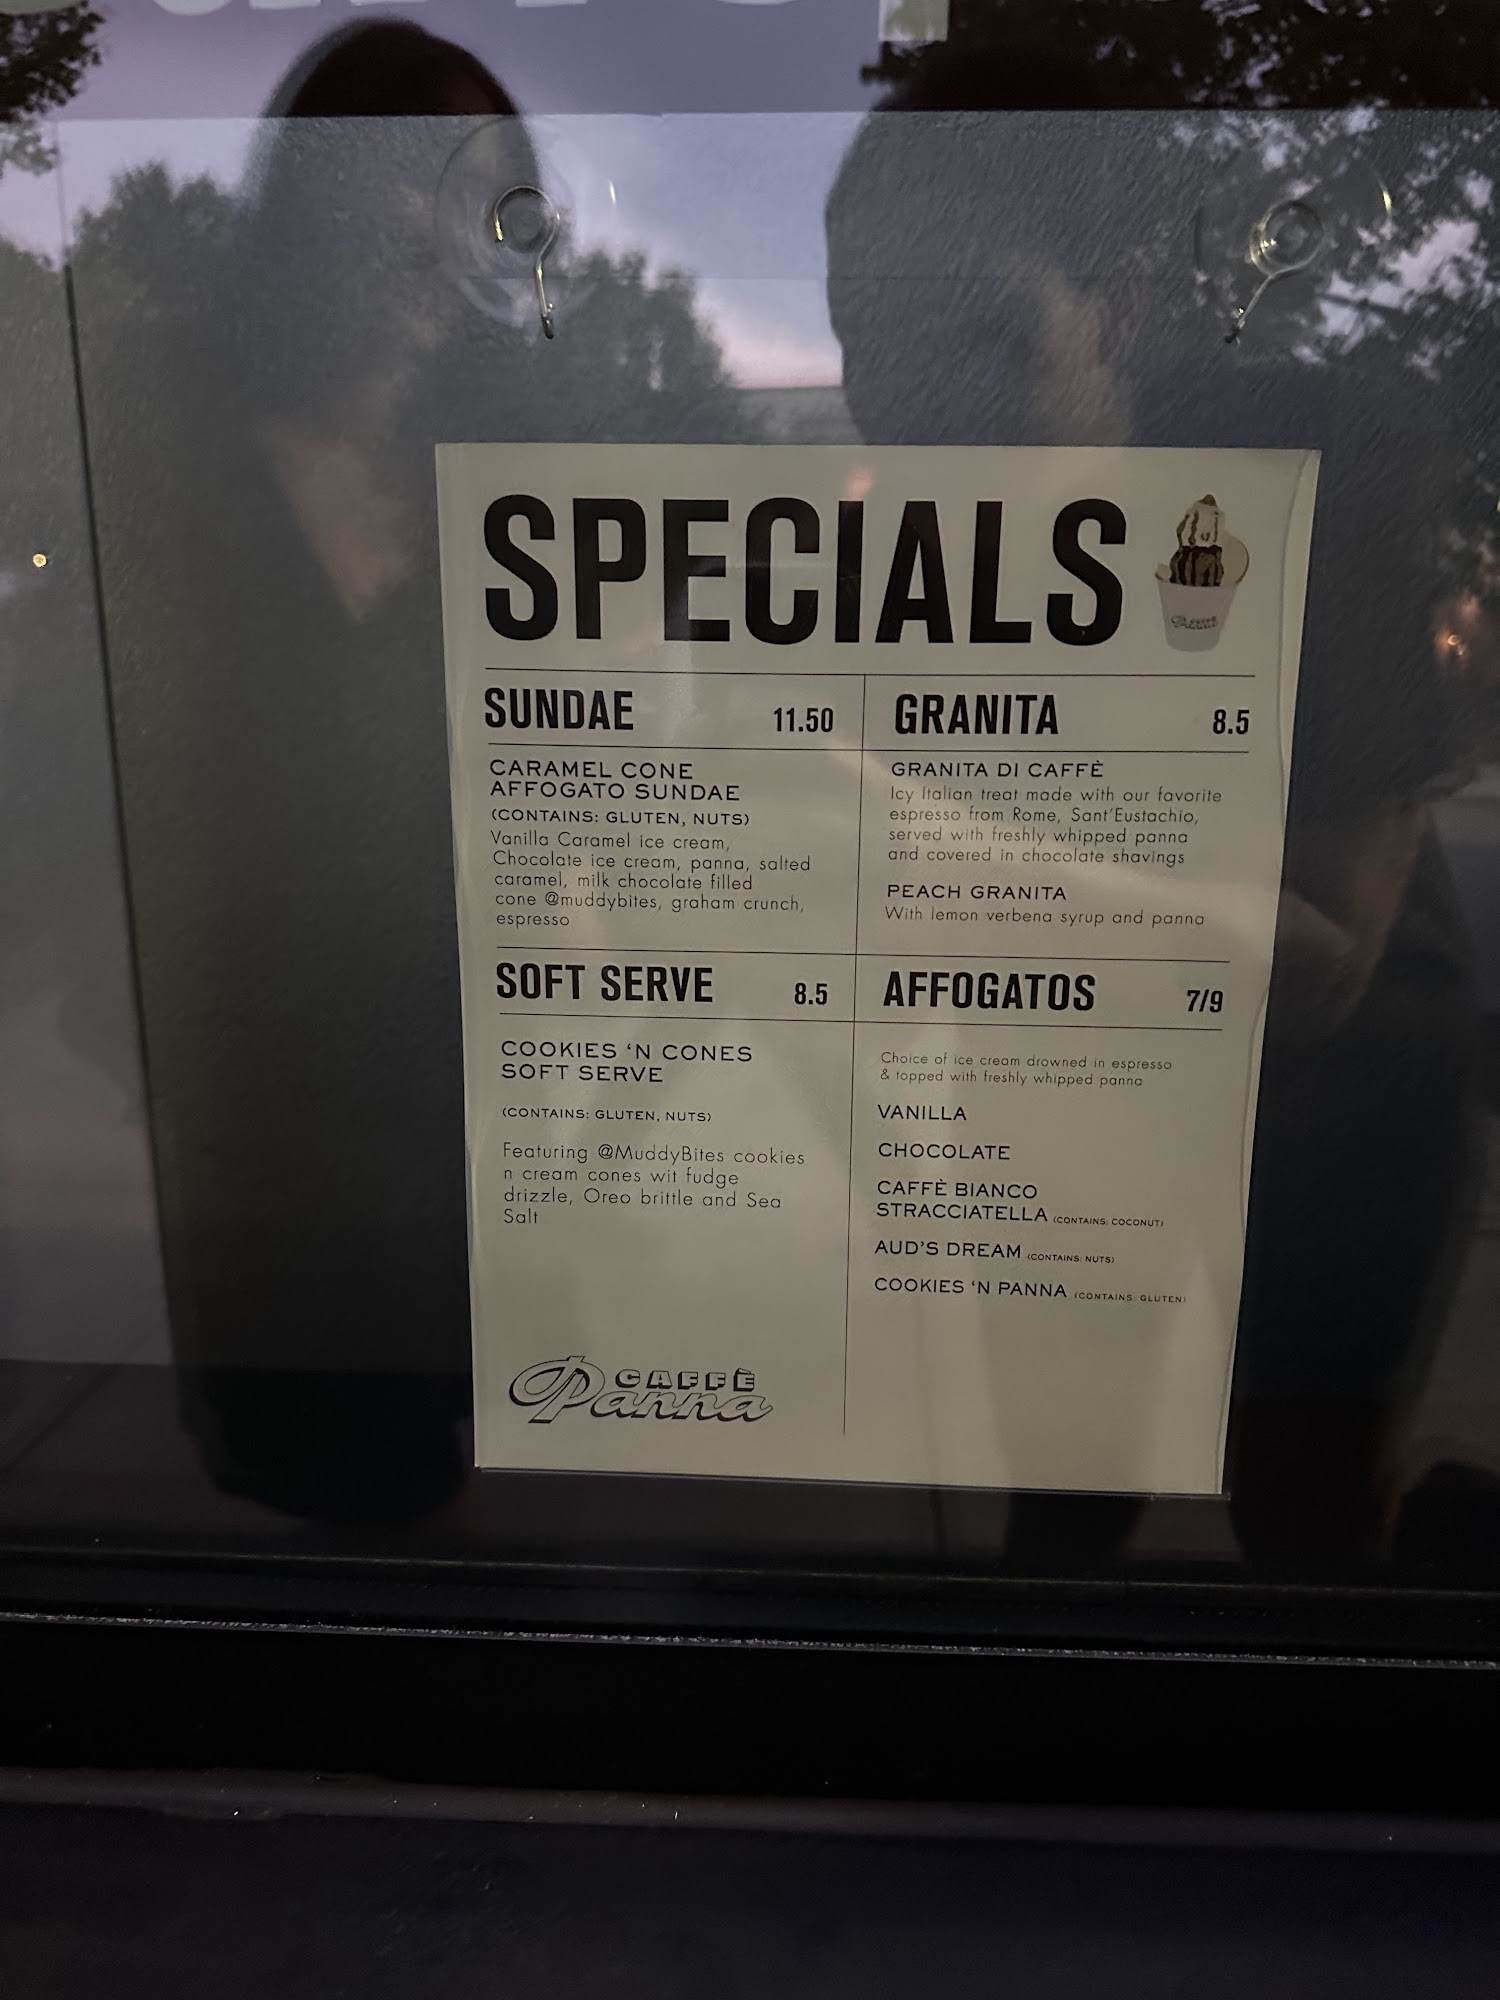 SPECIALS
Panna
SUNDAE 11.50
CARAMEL CONE
AFFOGATO SUNDAE
(CONTAINS: GLUTEN, NUTS)
Vanilla Caramel ice cream,
Chocolate ice cream, panna, salted
caramel, milk chocolate filled
cone @muddybites, graham crunch,
espresso
GRANITA 8.5
GRANITA DI CAFFÈ
Icy Italian treat made with our favorite
espresso from Rome, Sant'Eustachio,
served with freshly whipped panna
and covered in chocolate shavings
PEACH GRANITA
With lemon verbena syrup and panna
SOFT SERVE 8.5
COOKIES ‘N CONES
SOFT SERVE
(CONTAINS: GLUTEN, NUTS)
Featuring @MuddyBites cookies
n cream cones wit fudge
drizzle, Oreo brittle and Sea
Salt
AFFOGATOS 7/9
Choice of ice cream drowned in espresso
& topped with freshly whipped panna
VANILLA
CHOCOLATE
CAFFÈ BIANCO
STRACCIATELLA (CONTAINS: COCONUT)
AUD'S DREAM (CONTAINS: NUTS)
COOKIES ‘N PANNA (CONTAINS: GLUTEN)
CAFFÈ
Panna